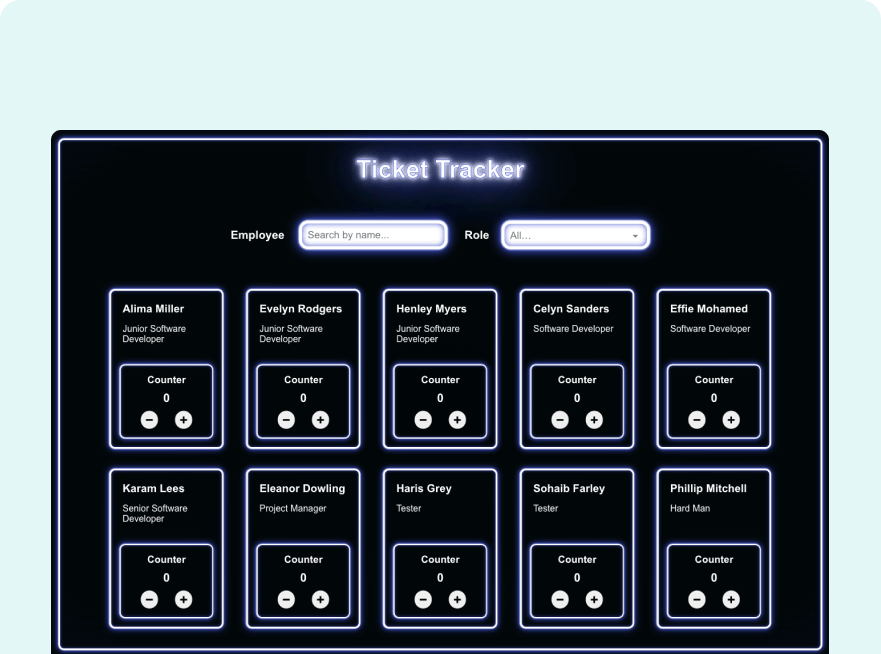 Ticket Tracker
Employee Search by name... Role All...
Alima Miller Evelyn Rodgers Henley Myers Celyn Sanders Effie Mohamed
Junior Software Junior Software Junior Software Software Developer Software Developer
Developer Developer Developer
Counter Counter Counter Counter Counter
0 0 0 0 0
− + − + − + − + − +
Karam Lees Eleanor Dowling Haris Grey Sohaib Farley Phillip Mitchell
Senior Software Project Manager Tester Tester Hard Man
Developer
Counter Counter Counter Counter Counter
0 0 0 0 0
− + − + − + − + − +